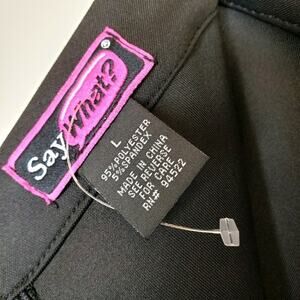 Say What?®
L
95%POLYESTER
5%SPANDEX
MADE IN CHINA
SEE REVERSE
FOR CARE
RN# 94522